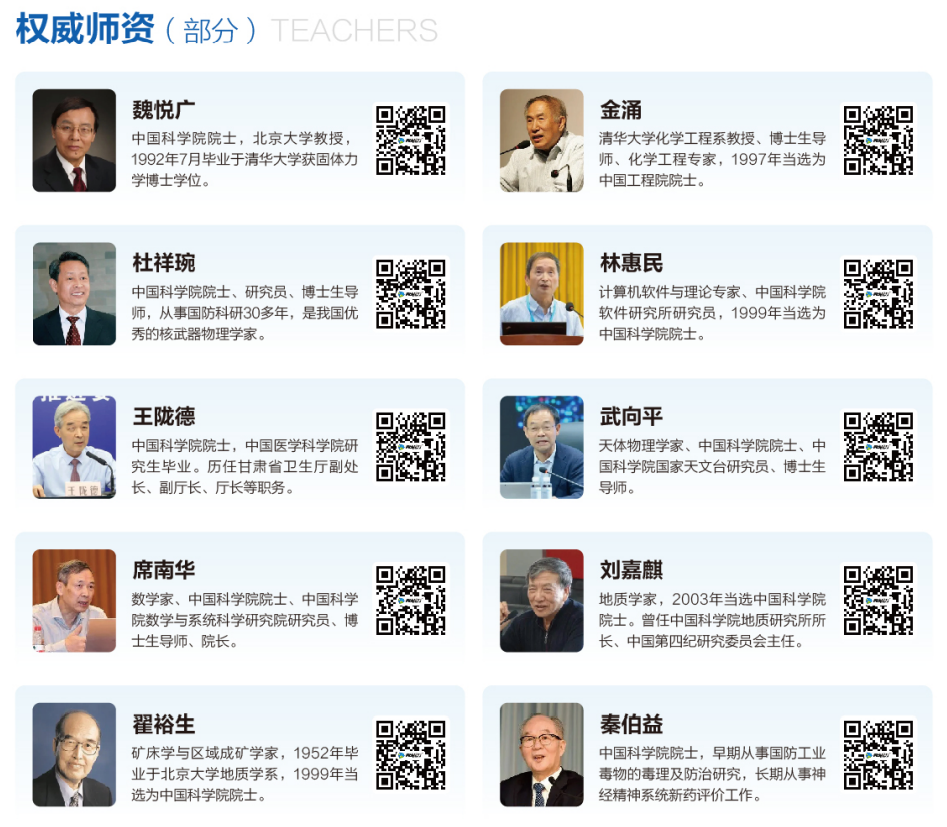 权威师资（部分） TEACHERS
魏悦广
中国科学院院士，北京大学教授，
1992年7月毕业于清华大学获固体力
学博士学位。
金涌
清华大学化学工程系教授、博士生导
师、化学工程专家，1997年当选为
中国工程院院士。
杜祥琬
中国科学院院士、研究员、博士生导
师，从事国防科研30多年，是我国优
秀的核武器物理学家。
林惠民
计算机软件与理论专家、中国科学院
软件研究所研究员，1999年当选为
中国科学院院士。
王陇德
中国科学院院士，中国医学科学院研
究生毕业。历任甘肃省卫生厅副处
长、副厅长、厅长等职务。
王陇德
武向平
天体物理学家、中国科学院院士、中
国科学院国家天文台研究员、博士生
导师。
席南华
数学家、中国科学院院士、中国科学
院数学与系统科学研究院研究员、博
士生导师、院长。
刘嘉麒
地质学家，2003年当选中国科学院
院士。曾任中国科学院地质研究所所
长、中国第四纪研究委员会主任。
翟裕生
矿床学与区域成矿学家，1952年毕
业于北京大学地质学系，1999年当
选为中国科学院院士。
秦伯益
中国科学院院士，早期从事国防工业
毒物的毒理及防治研究，长期从事神
经精神系统新药评价工作。